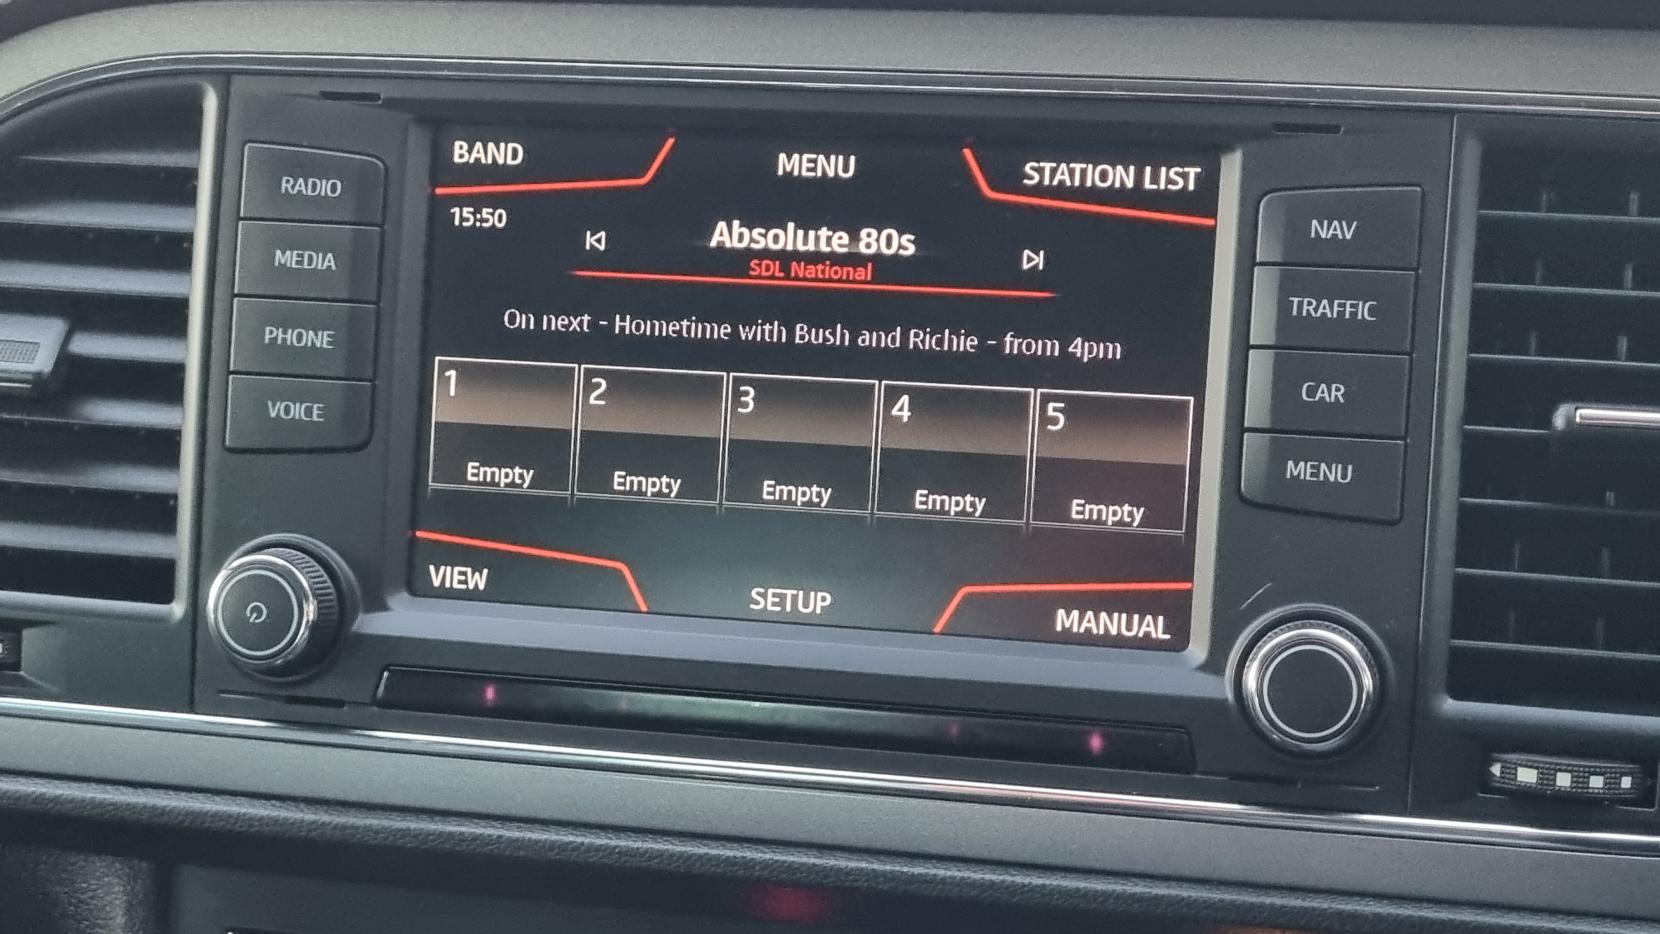 BAND
MENU
STATION LIST
15:50
Absolute 80s
SDL National
On next - Hometime with Bush and Richie - from 4pm
1
2
3
4
5
Empty
Empty
Empty
Empty
Empty
VIEW
SETUP
MANUAL
RADIO
MEDIA
PHONE
VOICE
NAV
TRAFFIC
CAR
MENU